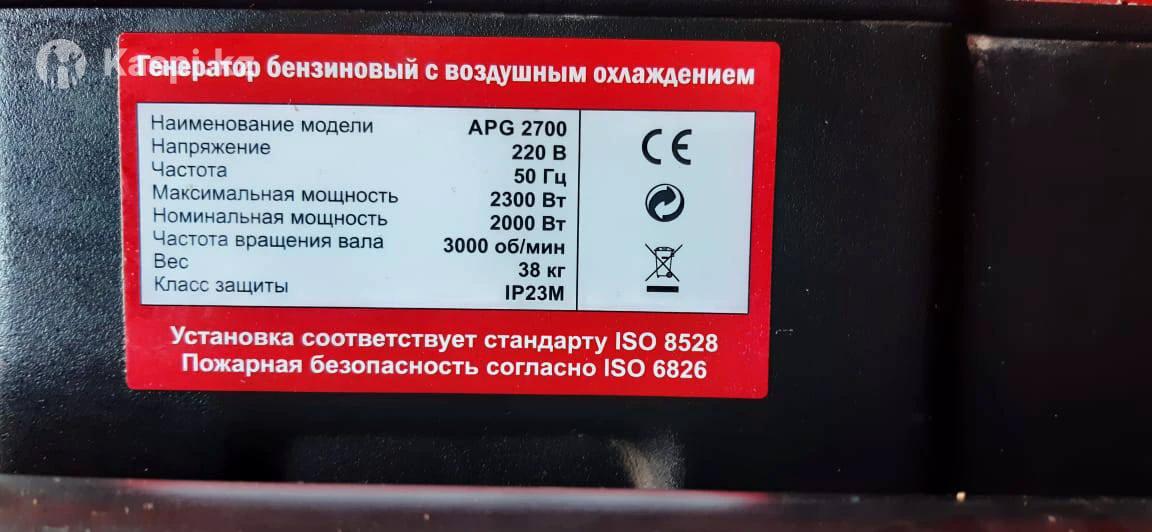 Kaspi.kz
Генератор бензиновый с воздушным охлаждением
Наименование модели APG 2700
Напряжение 220 В
Частота 50 Гц
Максимальная мощность 2300 Вт
Номинальная мощность 2000 Вт
Частота вращения вала 3000 об/мин
Вес 38 кг
Класс защиты IP23M
CE
Установка соответствует стандарту ISO 8528
Пожарная безопасность согласно ISO 6826